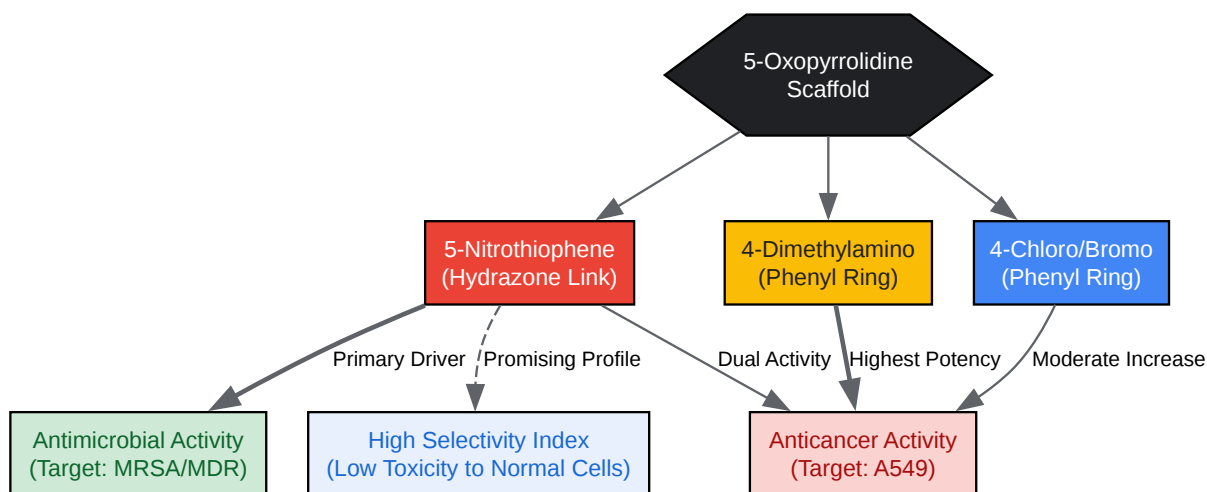 5-Oxopyrrolidine
Scaffold
5-Nitrothiophene
(Hydrazone Link)
4-Dimethylamino
(Phenyl Ring)
4-Chloro/Bromo
(Phenyl Ring)
Primary Driver
Promising Profile
Dual Activity
Highest Potency
Moderate Increase
Antimicrobial Activity
(Target: MRSA/MDR)
High Selectivity Index
(Low Toxicity to Normal Cells)
Anticancer Activity
(Target: A549)